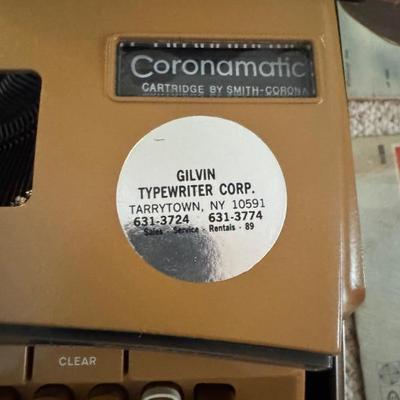 Coronamatic
CARTRIDGE BY SMITH-CORONA
GILVIN
TYPEWRITER CORP.
TARRYTOWN, NY 10591
631-3724 631-3774
Sales - Service - Rentals - 89
CLEAR